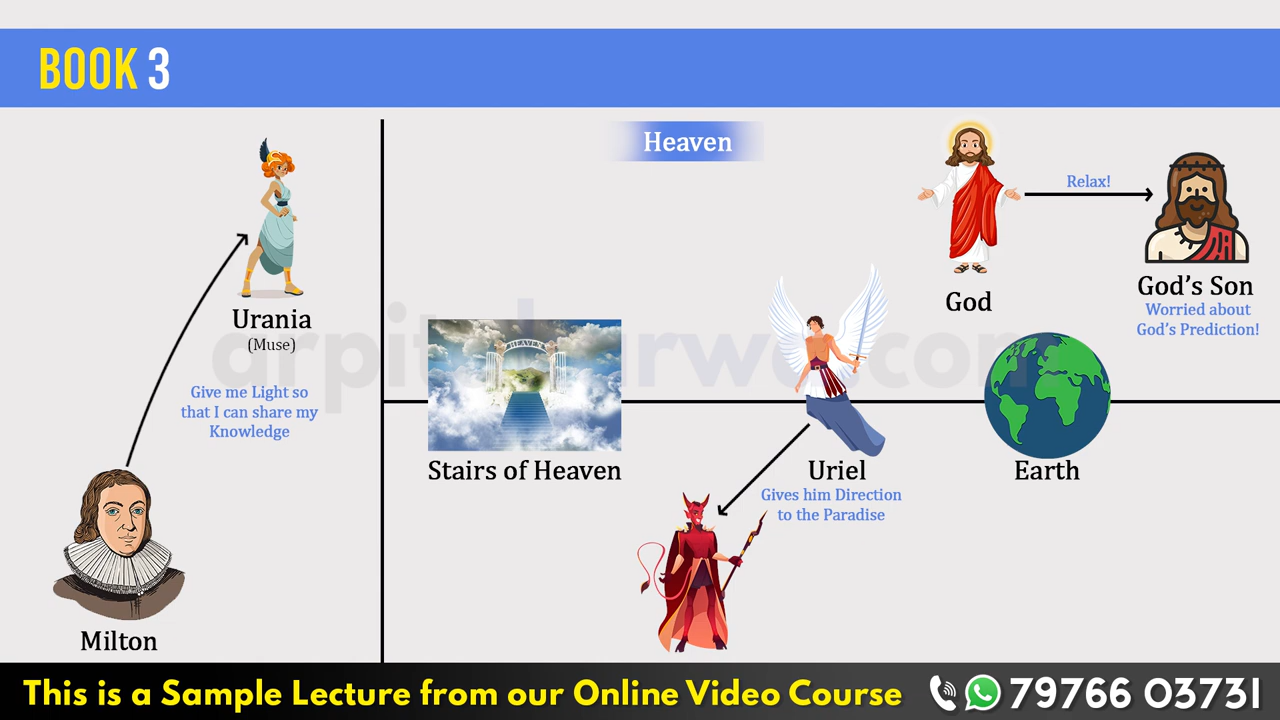 BOOK 3
Heaven
Relax!
God
God's Son
Worried about
God's Prediction!
Urania
(Muse)
Give me Light so
that I can share my
Knowledge
Milton
HEAVEN
Stairs of Heaven
Uriel
Gives him Direction
to the Paradise
Earth
This is a Sample Lecture from our Online Video Course
79766 03731